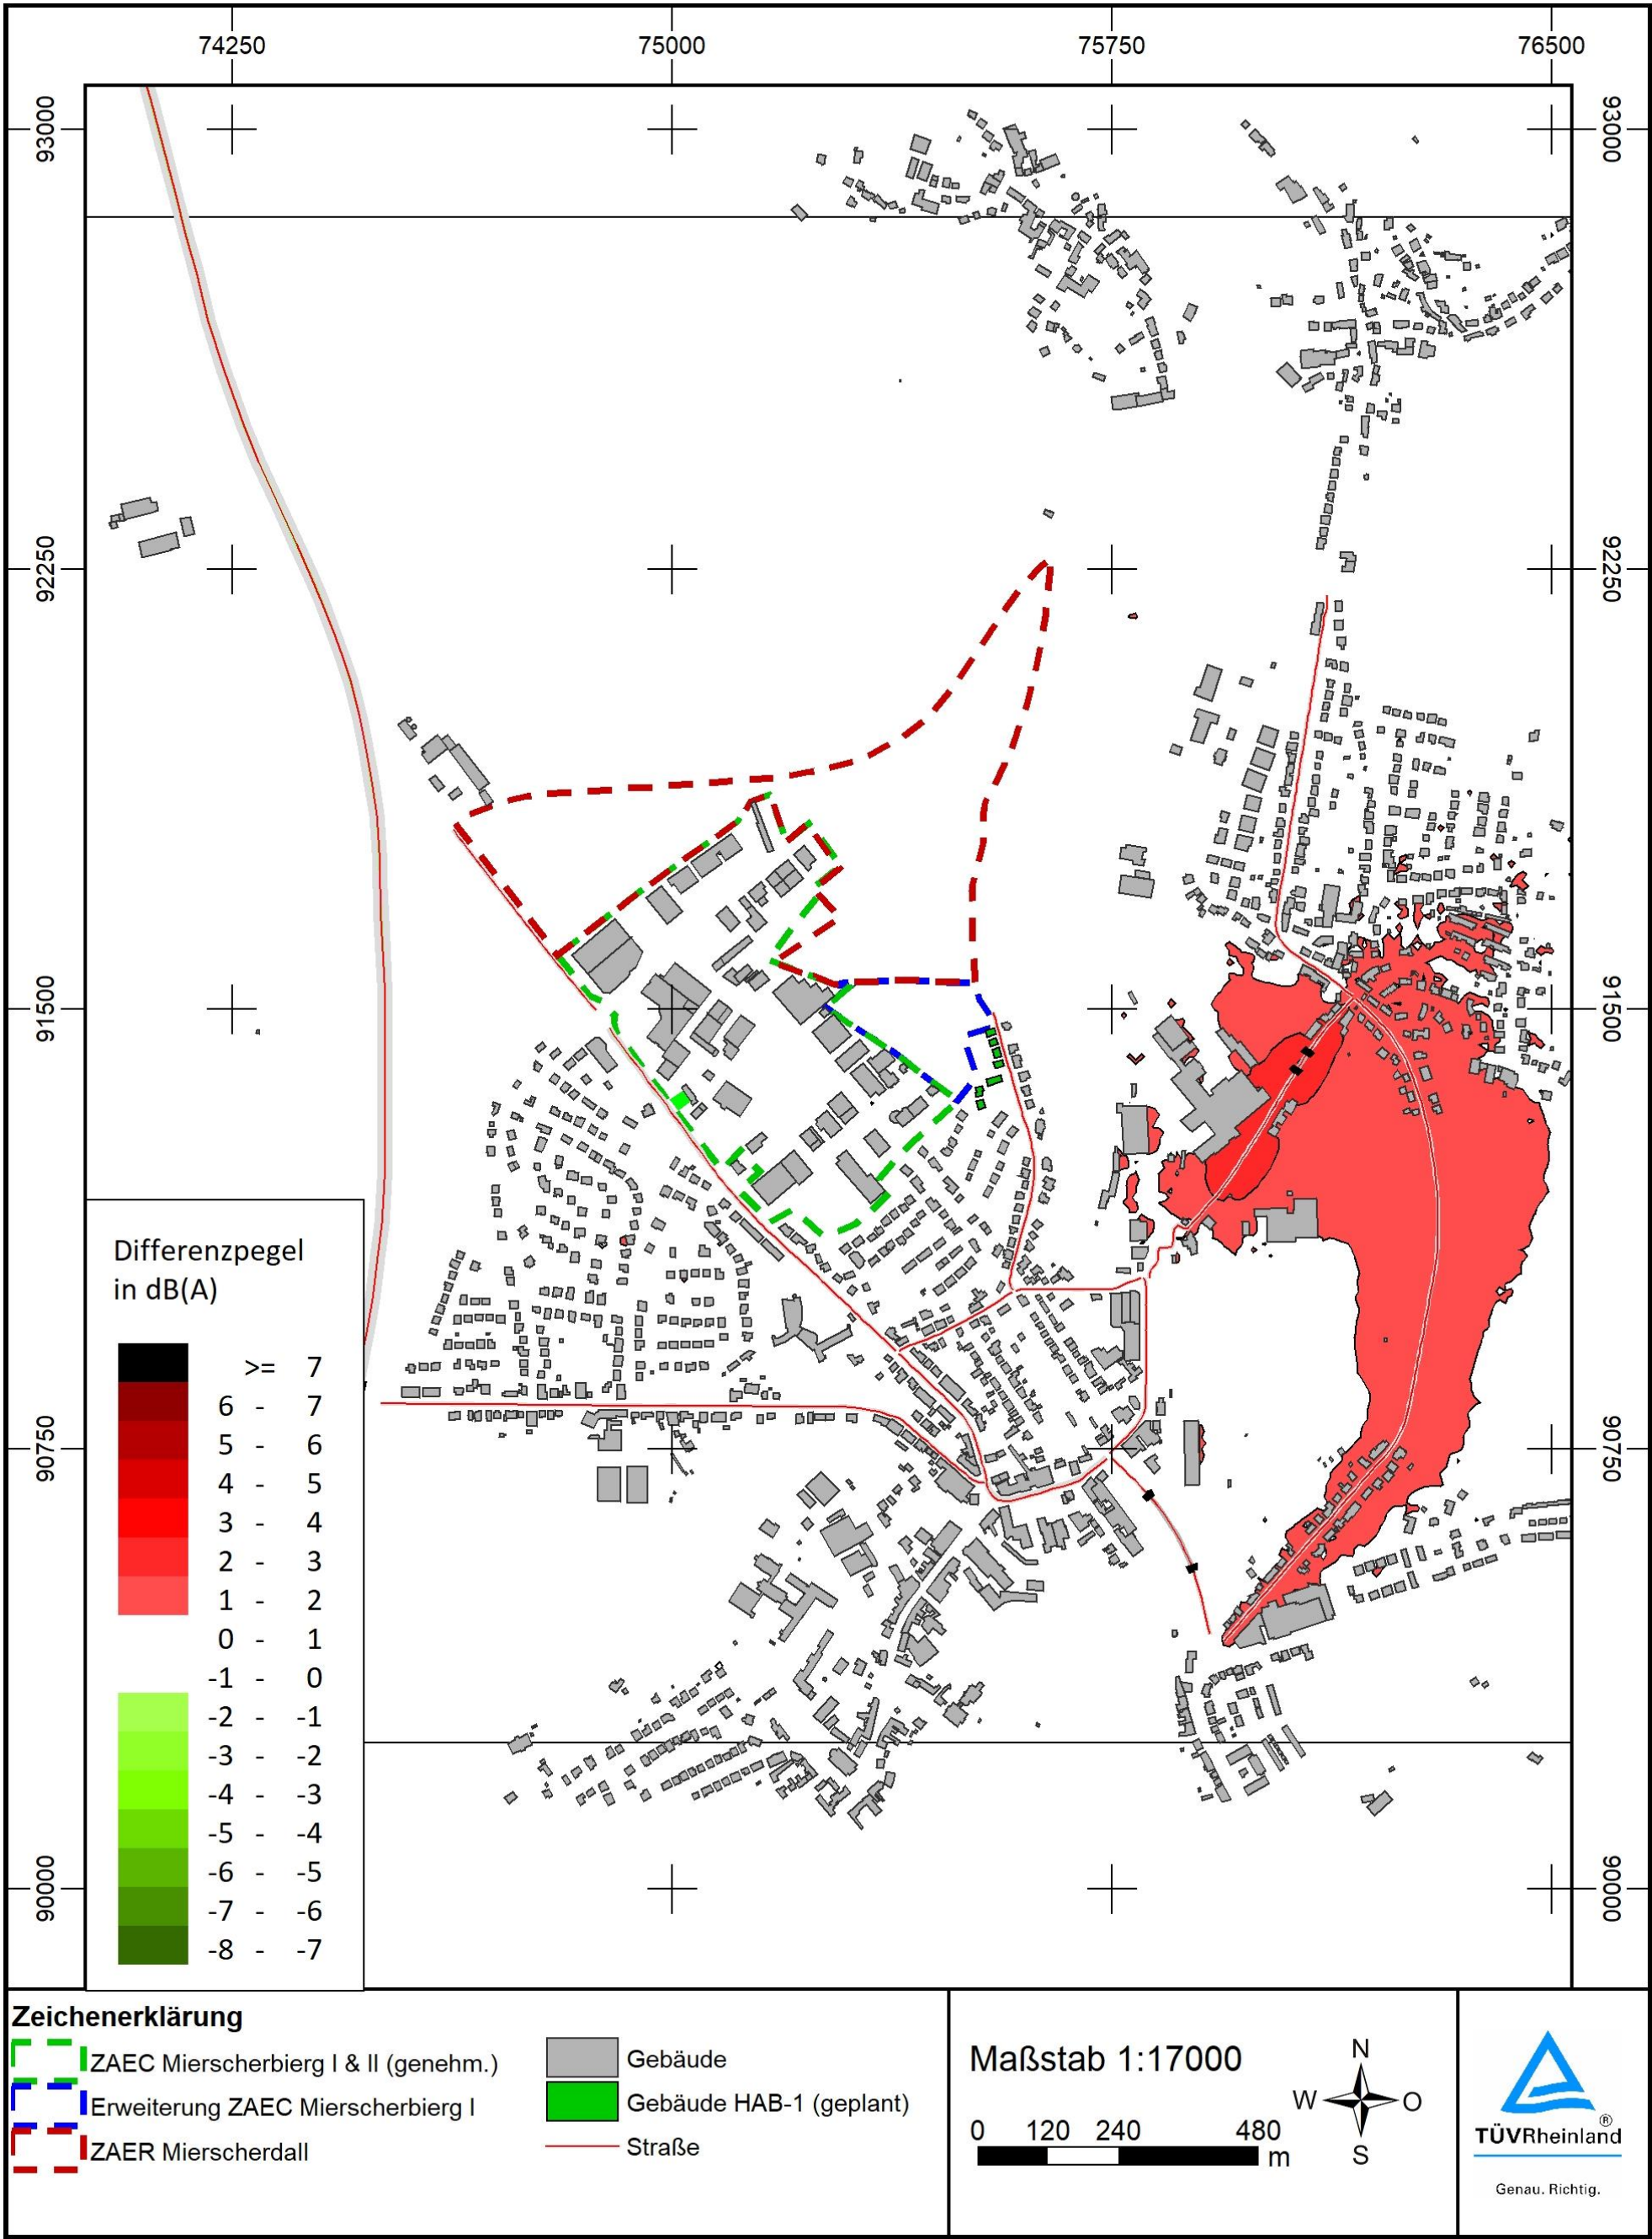 74250 75000 75750 76500
93000 93000
92250 92250
91500 91500
90750 90750
90000 90000
Differenzpegel
in dB(A)
>= 7
6 - 7
5 - 6
4 - 5
3 - 4
2 - 3
1 - 2
0 - 1
-1 - 0
-2 - -1
-3 - -2
-4 - -3
-5 - -4
-6 - -5
-7 - -6
-8 - -7
Zeichenerklärung
ZAEC Mierscherbierg I & II (genehm.)
Erweiterung ZAEC Mierscherbierg I
ZAER Mierscherdall
Gebäude
Gebäude HAB-1 (geplant)
Straße
Maßstab 1:17000
0 120 240 480
m
N
W O
S
®
TÜVRheinland
Genau. Richtig.